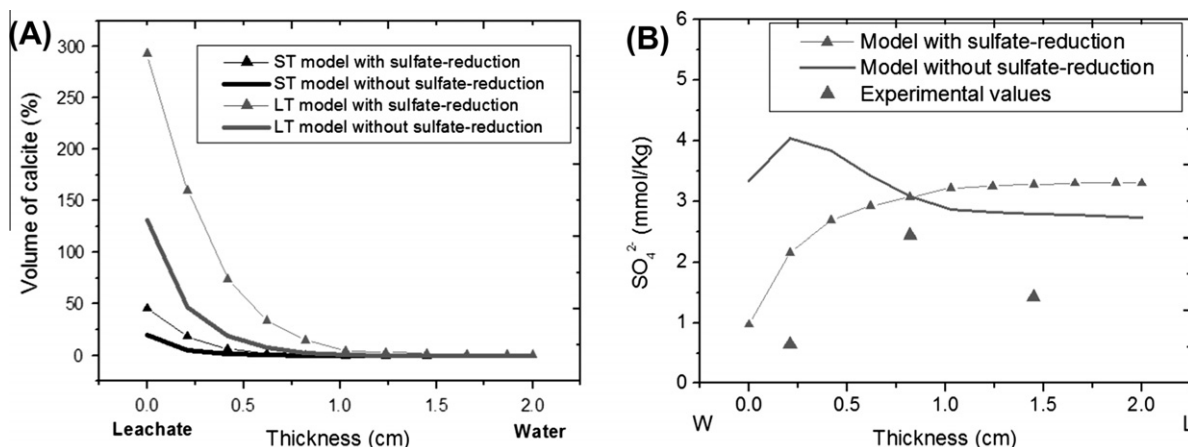 (A)
Volume of calcite (%)
300
250
200
150
100
50
0
ST model with sulfate-reduction
ST model without sulfate-reduction
LT model with sulfate-reduction
LT model without sulfate-reduction
0.0 0.5 1.0 1.5 2.0
Leachate Thickness (cm) Water
(B)
SO₄²⁻ (mmol/Kg)
6
5
4
3
2
1
0
Model with sulfate-reduction
Model without sulfate-reduction
Experimental values
0.0 0.5 1.0 1.5 2.0
W Thickness (cm) L